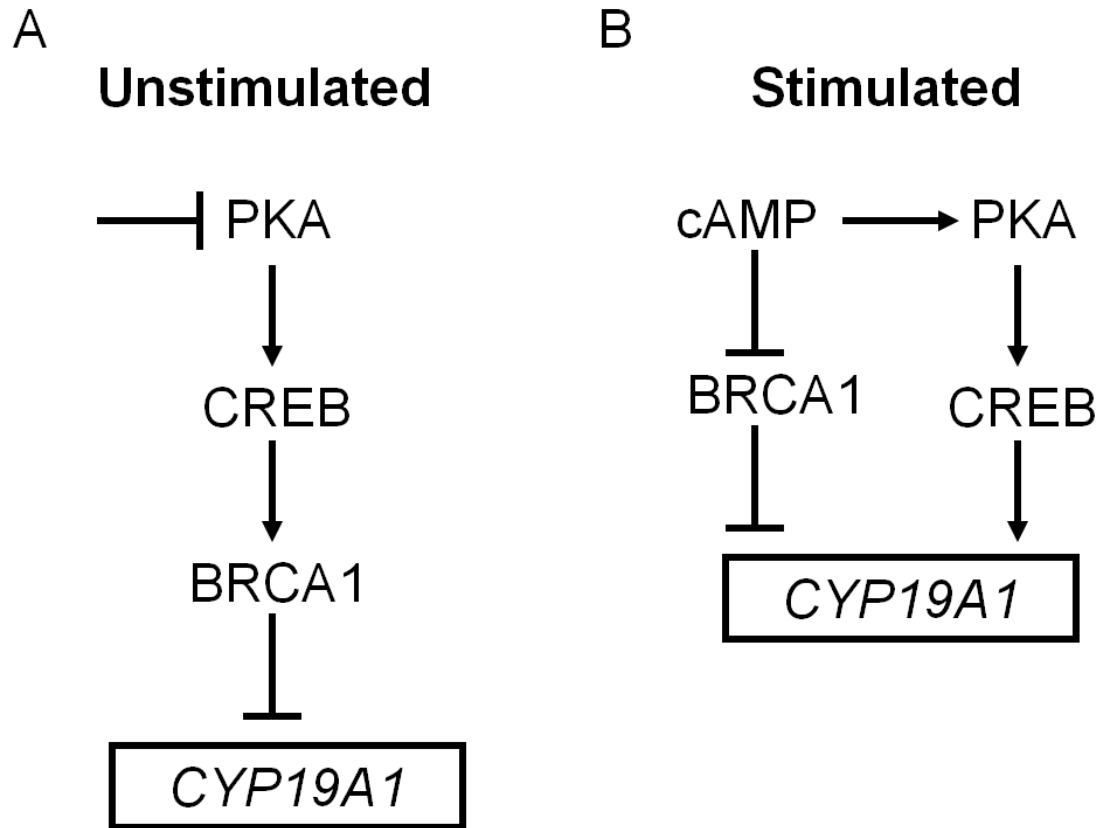 A
Unstimulated
PKA
CREB
BRCA1
CYP19A1
B
Stimulated
cAMP
PKA
BRCA1
CREB
CYP19A1